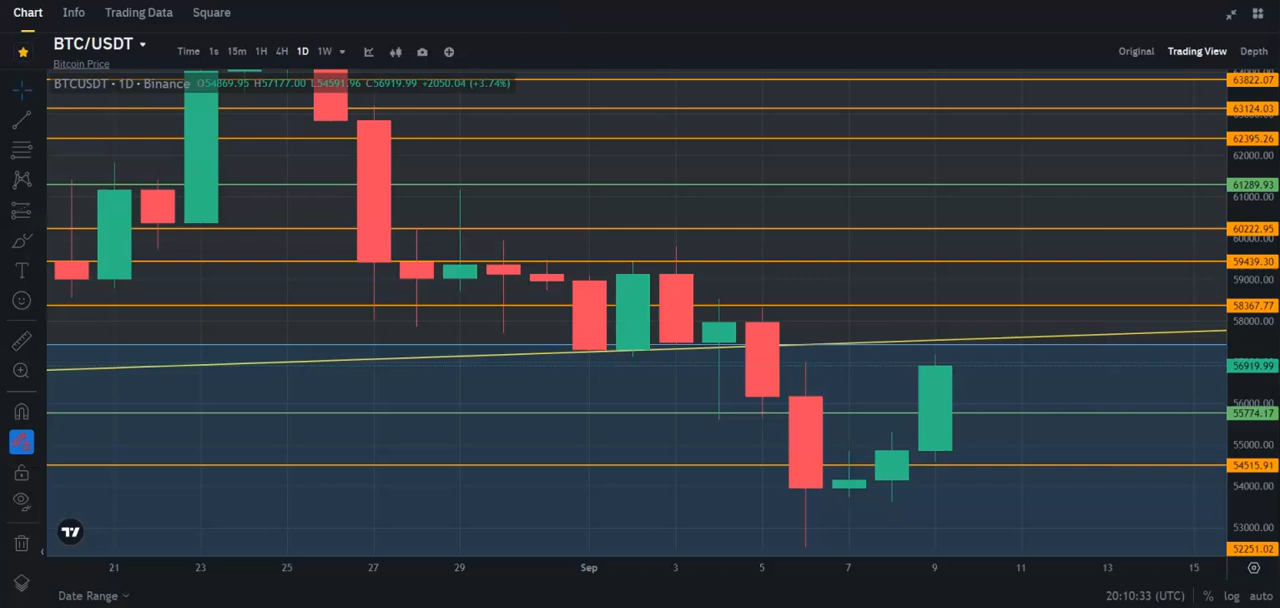 Chart Info Trading Data Square
BTC/USDT
Bitcoin Price
Time 1s 15m 1H 4H 1D 1W
Original Trading View Depth
BTCUSDT · 1D · Binance O54869.95 H57177.00 L54591.96 C56919.99 +2050.04 (+3.74%)
63822.07
63124.03
62395.26
62000.00
61289.93
61000.00
60222.95
60000.00
59439.30
59000.00
58367.77
58000.00
56919.99
56000.00
55774.17
55000.00
54515.91
54000.00
53000.00
52251.02
21 23 25 27 29 Sep 3 5 7 9 11 13 15
Date Range
20:10:33 (UTC) % log auto